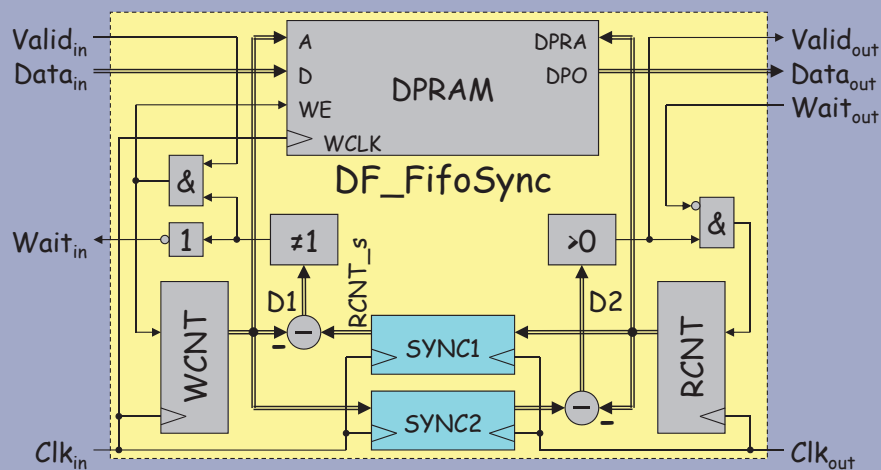 Valid_in
Data_in
A
D
WE
WCLK
DPRAM
DPRA
DPO
Valid_out
Data_out
Wait_out
DF_FifoSync
&
&
Wait_in
1
≠1
>0
RCNT_s
D1
D2
WCNT
-
−
SYNC1
SYNC2
−
-
RCNT
Clk_in
Clk_out